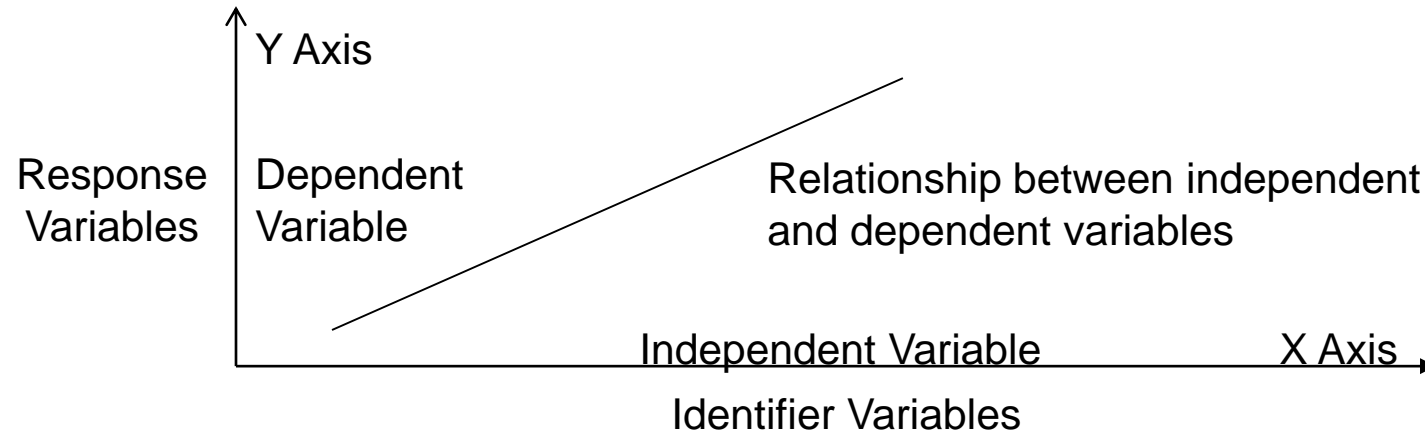 Y Axis
Response
Variables
Dependent
Variable
Relationship between independent
and dependent variables
Independent Variable
X Axis
Identifier Variables